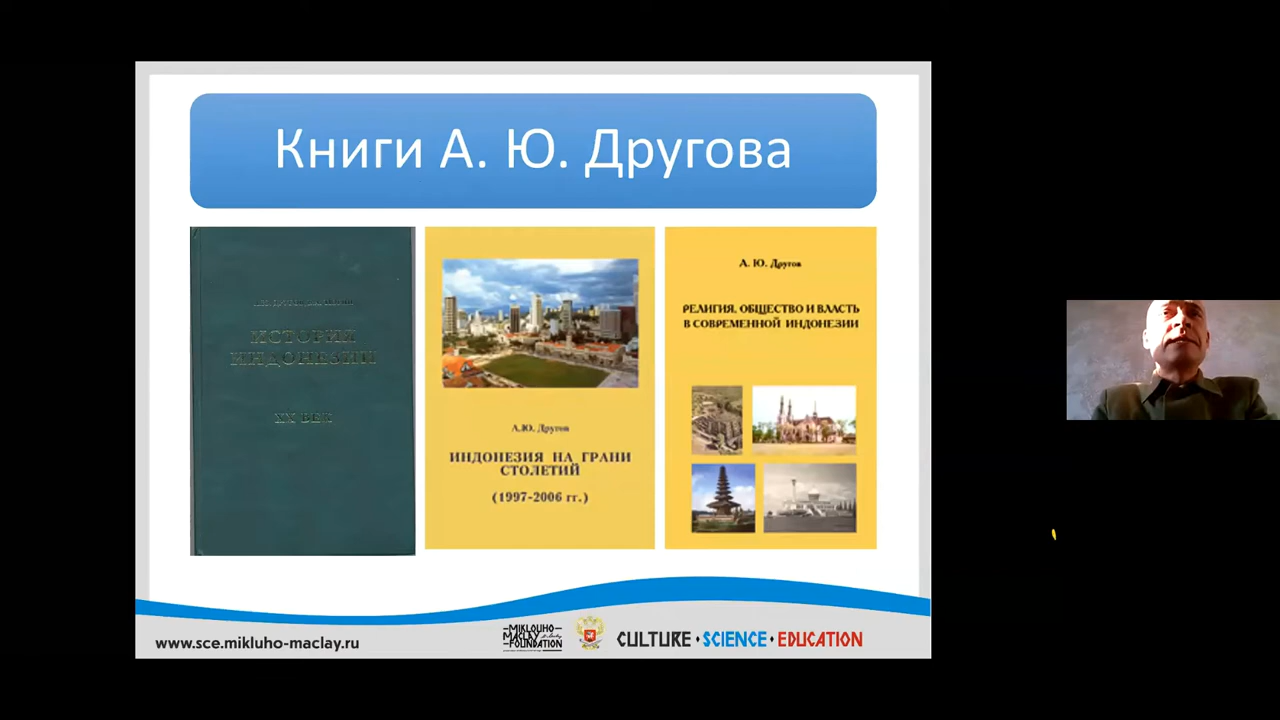 Книги А. Ю. Другова
ИСТОРИЯ
ИНДОНЕЗИИ
XX ВЕК
А.Ю. Другов
ИНДОНЕЗИЯ НА ГРАНИ
СТОЛЕТИЙ
(1997-2006 гг.)
А. Ю. Другов
РЕЛИГИЯ, ОБЩЕСТВО И ВЛАСТЬ
В СОВРЕМЕННОЙ ИНДОНЕЗИИ
www.sce.mikluho-maclay.ru
MIKLOUHO-
MACLAY
FOUNDATION
CULTURE · SCIENCE · EDUCATION